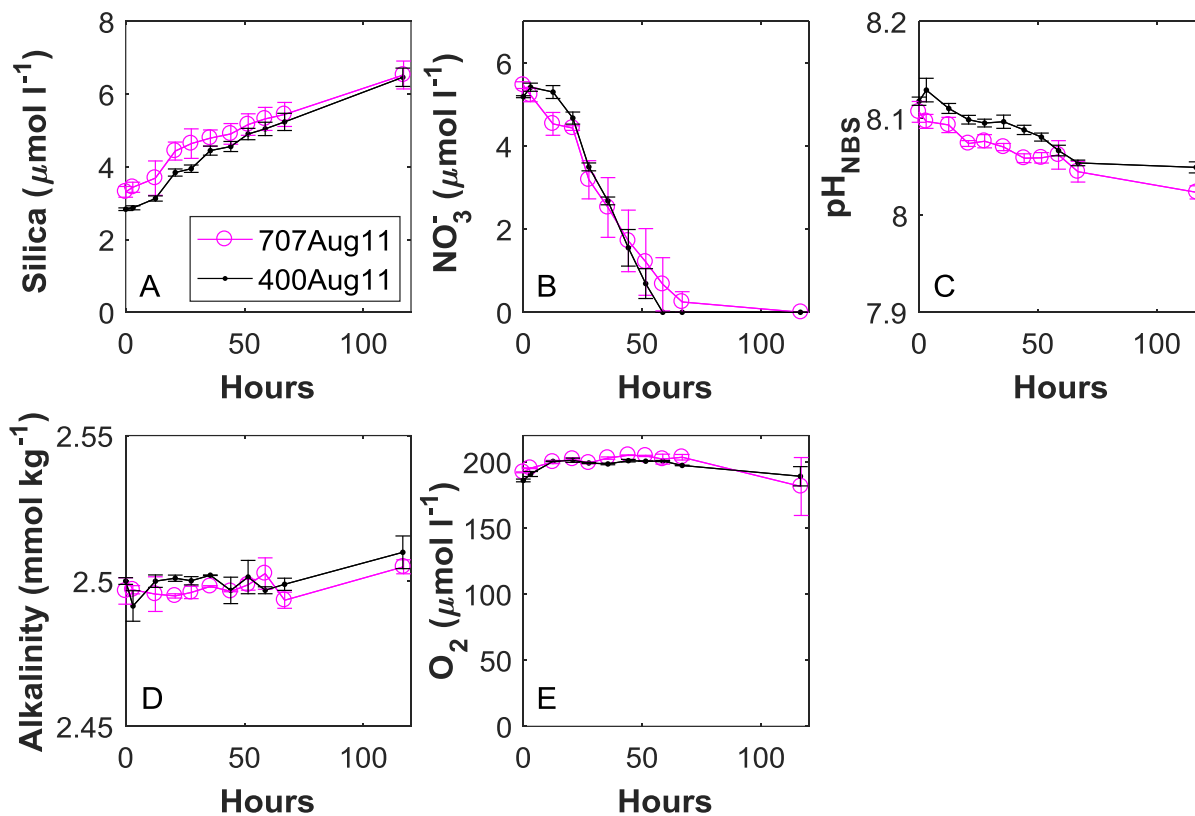 8
6
4
2
0
Silica (μmol l⁻¹)
A
707Aug11
400Aug11
0
50
100
Hours
6
4
2
0
NO₃⁻ (μmol l⁻¹)
B
0
50
100
Hours
8.2
8.1
8
7.9
pH_NBS
C
0
50
100
Hours
2.55
2.5
2.45
Alkalinity (mmol kg⁻¹)
D
0
50
100
Hours
200
150
100
50
0
O₂ (μmol l⁻¹)
E
0
50
100
Hours